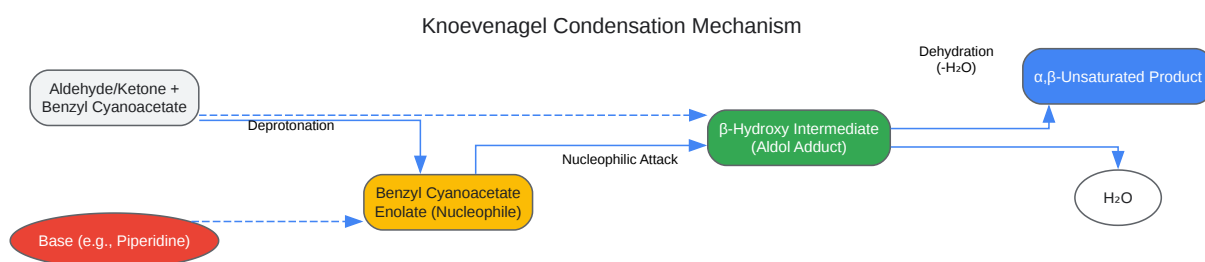 Knoevenagel Condensation Mechanism
Dehydration
(-H₂O)
α,β-Unsaturated Product
Aldehyde/Ketone +
Benzyl Cyanoacetate
Deprotonation
β-Hydroxy Intermediate
(Aldol Adduct)
Nucleophilic Attack
Benzyl Cyanoacetate
Enolate (Nucleophile)
H₂O
Base (e.g., Piperidine)